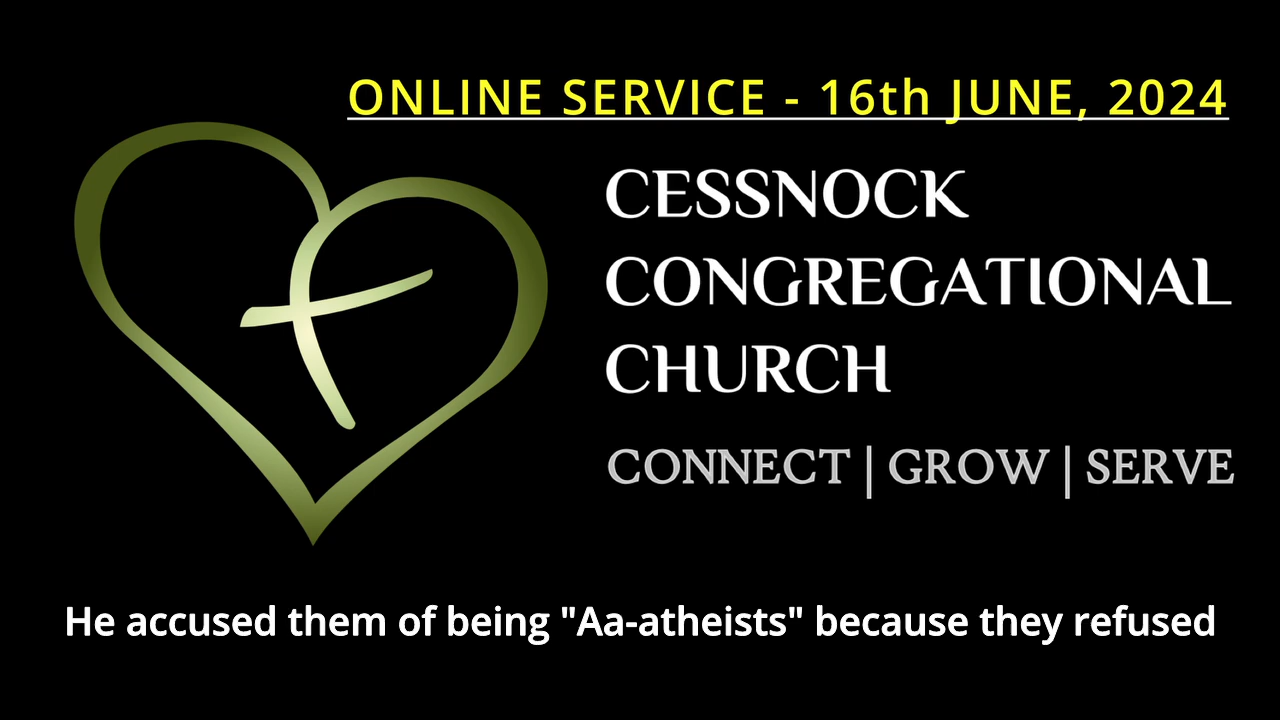 ONLINE SERVICE - 16th JUNE, 2024
CESSNOCK
CONGREGATIONAL
CHURCH
CONNECT | GROW | SERVE
He accused them of being "Aa-atheists" because they refused